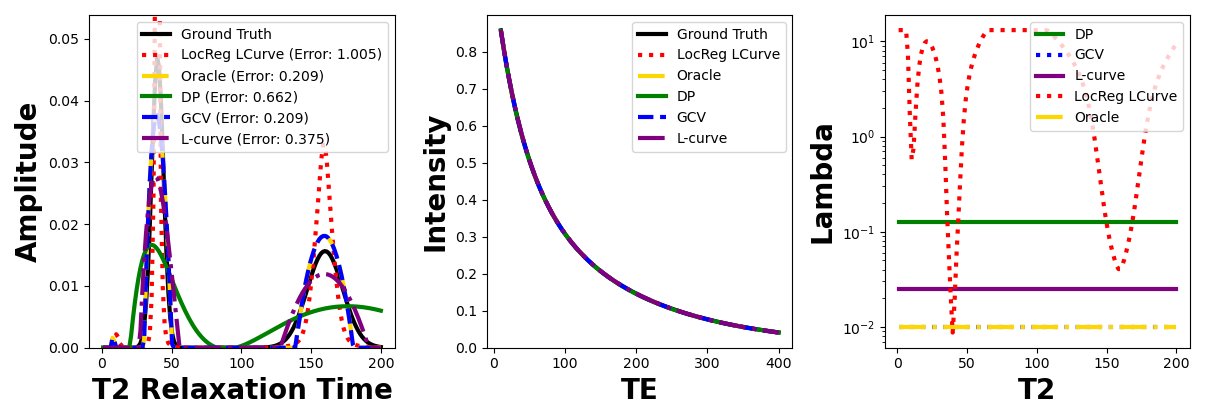 Amplitude
0.05
0.04
0.03
0.02
0.01
0.00
Ground Truth
LocReg LCurve (Error: 1.005)
Oracle (Error: 0.209)
DP (Error: 0.662)
GCV (Error: 0.209)
L-curve (Error: 0.375)
0 50 100 150 200
T2 Relaxation Time
Intensity
0.8
0.7
0.6
0.5
0.4
0.3
0.2
0.1
0.0
Ground Truth
LocReg LCurve
Oracle
DP
GCV
L-curve
0 100 200 300 400
TE
Lambda
10¹
10⁰
10⁻¹
10⁻²
DP
GCV
L-curve
LocReg LCurve
Oracle
0 50 100 150 200
T2